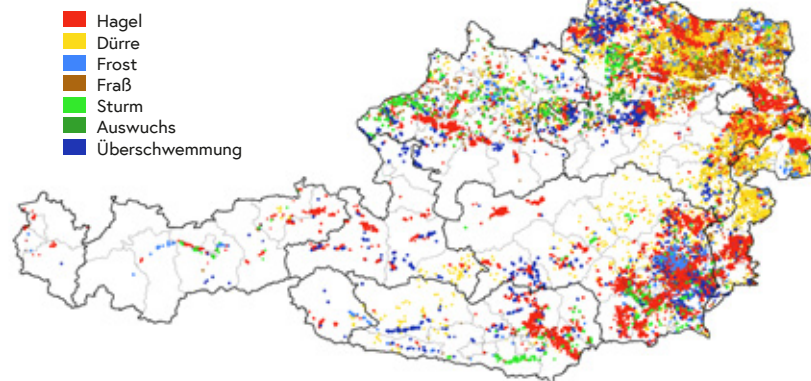 Hagel
Dürre
Frost
Fraß
Sturm
Auswuchs
Überschwemmung